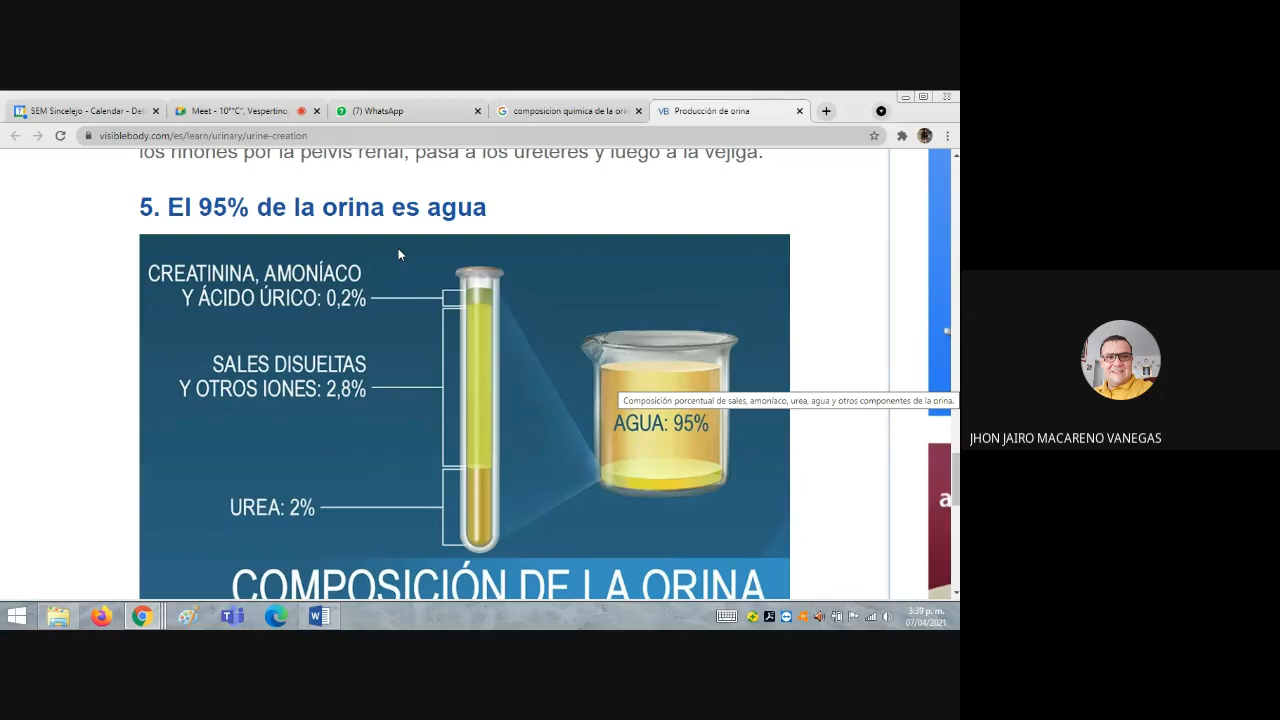 SEM Sincelejo - Calendar - De
Meet - 10°"C", Vespertino,
(7) WhatsApp
composicion quimica de la orin
Producción de orina
visiblebody.com/es/learn/urinary/urine-creation
los riñones por la pelvis renal, pasa a los uréteres y luego a la vejiga.
5. El 95% de la orina es agua
CREATININA, AMONÍACO
Y ÁCIDO ÚRICO: 0,2%
SALES DISUELTAS
Y OTROS IONES: 2,8%
Composición porcentual de sales, amoníaco, urea, agua y otros componentes de la orina.
AGUA: 95%
UREA: 2%
COMPOSICIÓN DE LA ORINA
a
JHON JAIRO MACARENO VANEGAS
3:39 p. m.
07/04/2021